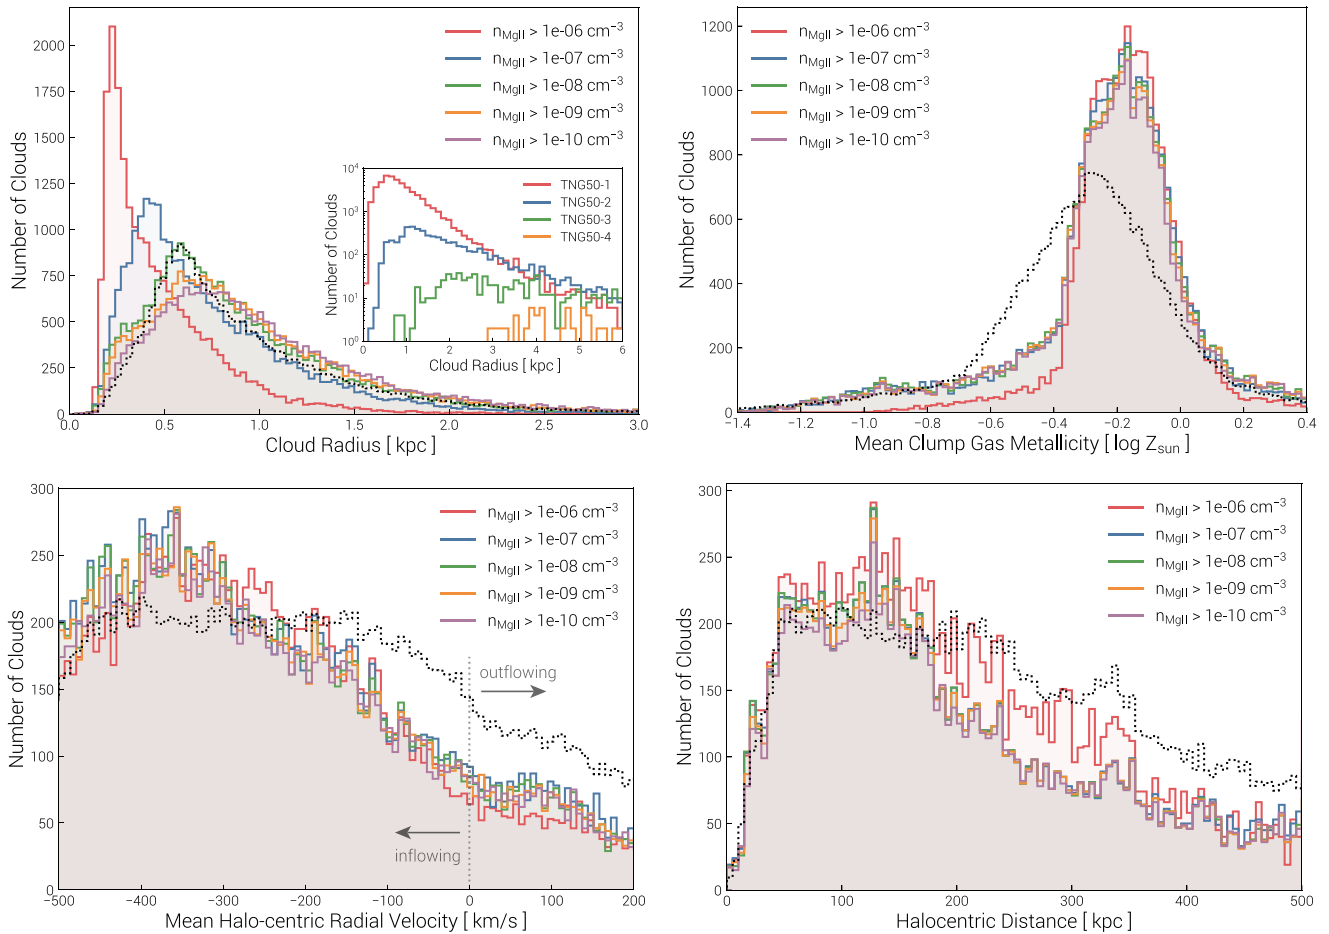 n_MgII > 1e-06 cm⁻³
n_MgII > 1e-07 cm⁻³
n_MgII > 1e-08 cm⁻³
n_MgII > 1e-09 cm⁻³
n_MgII > 1e-10 cm⁻³
2000
1750
1500
1250
1000
750
500
250
0
Number of Clouds
0.0 0.5 1.0 1.5 2.0 2.5 3.0
Cloud Radius [ kpc ]
TNG50-1
TNG50-2
TNG50-3
TNG50-4
10⁴
10³
10²
10¹
10⁰
Number of Clouds
0 1 2 3 4 5 6
Cloud Radius [ kpc ]
n_MgII > 1e-06 cm⁻³
n_MgII > 1e-07 cm⁻³
n_MgII > 1e-08 cm⁻³
n_MgII > 1e-09 cm⁻³
n_MgII > 1e-10 cm⁻³
1200
1000
800
600
400
200
0
Number of Clouds
−1.4 −1.2 −1.0 −0.8 −0.6 −0.4 −0.2 0.0 0.2 0.4
Mean Clump Gas Metallicity [ log Z_sun ]
n_MgII > 1e-06 cm⁻³
n_MgII > 1e-07 cm⁻³
n_MgII > 1e-08 cm⁻³
n_MgII > 1e-09 cm⁻³
n_MgII > 1e-10 cm⁻³
300
250
200
150
100
50
0
Number of Clouds
outflowing
inflowing
−500 −400 −300 −200 −100 0 100 200
Mean Halo-centric Radial Velocity [ km/s ]
n_MgII > 1e-06 cm⁻³
n_MgII > 1e-07 cm⁻³
n_MgII > 1e-08 cm⁻³
n_MgII > 1e-09 cm⁻³
n_MgII > 1e-10 cm⁻³
300
250
200
150
100
50
0
Number of Clouds
0 100 200 300 400 500
Halocentric Distance [ kpc ]